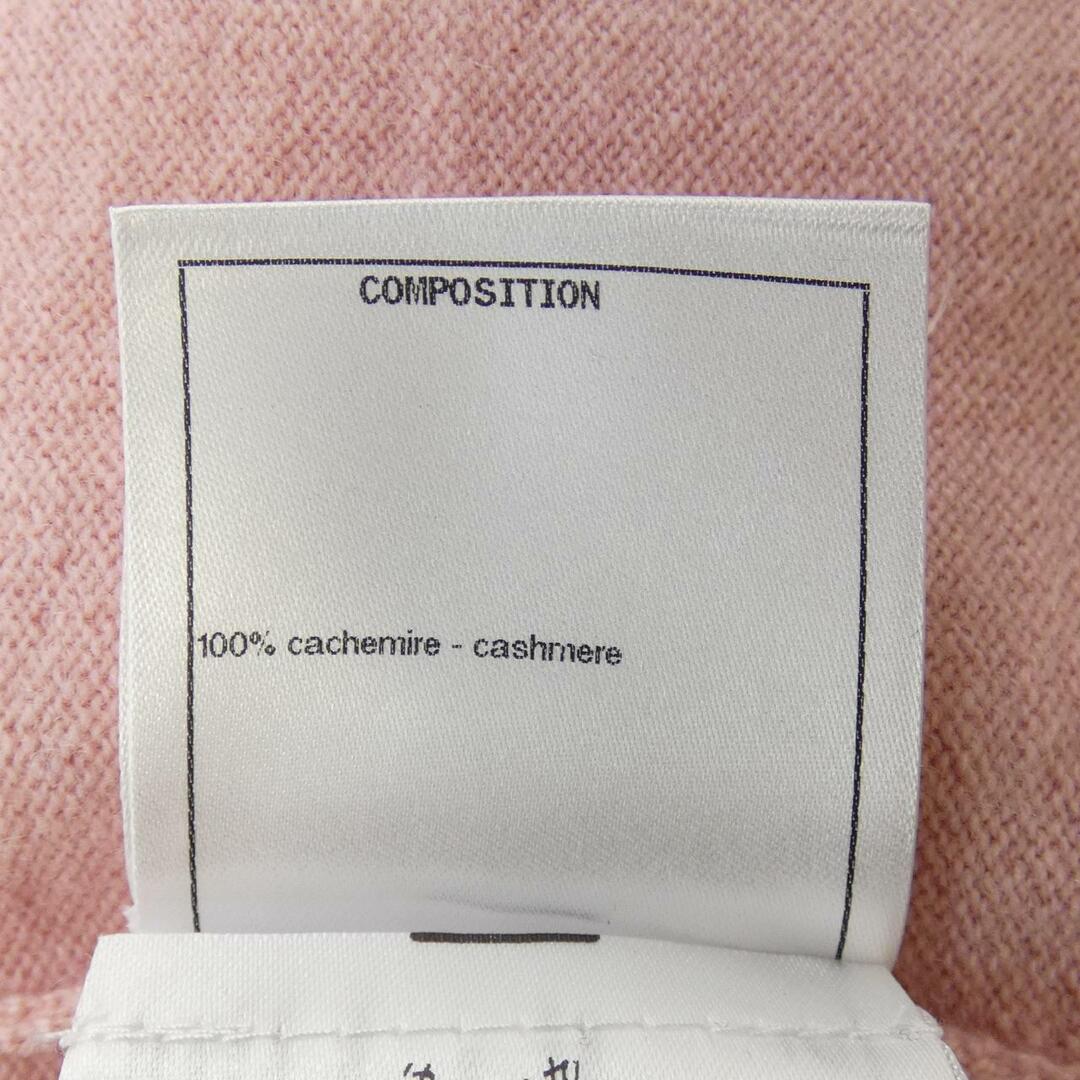 COMPOSITION
100% cachemire - cashmere